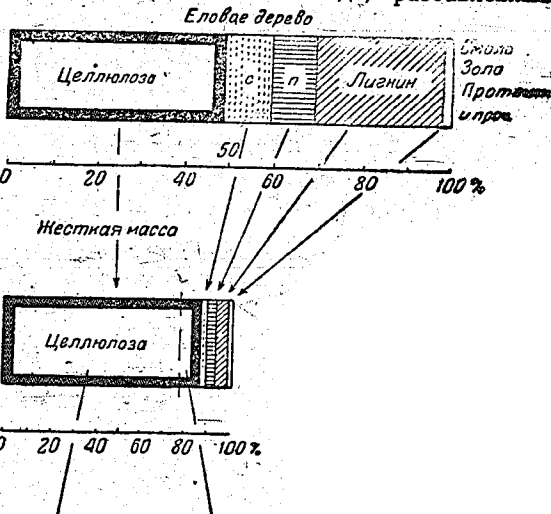 Еловае дерево
Целлюлоза
с
п
Лигнин
Смола
Зола
и проч.
50
0 20 40 60 80 100 %
Жесткая масса
Целлюлоза
0 20 40 60 80 100 %